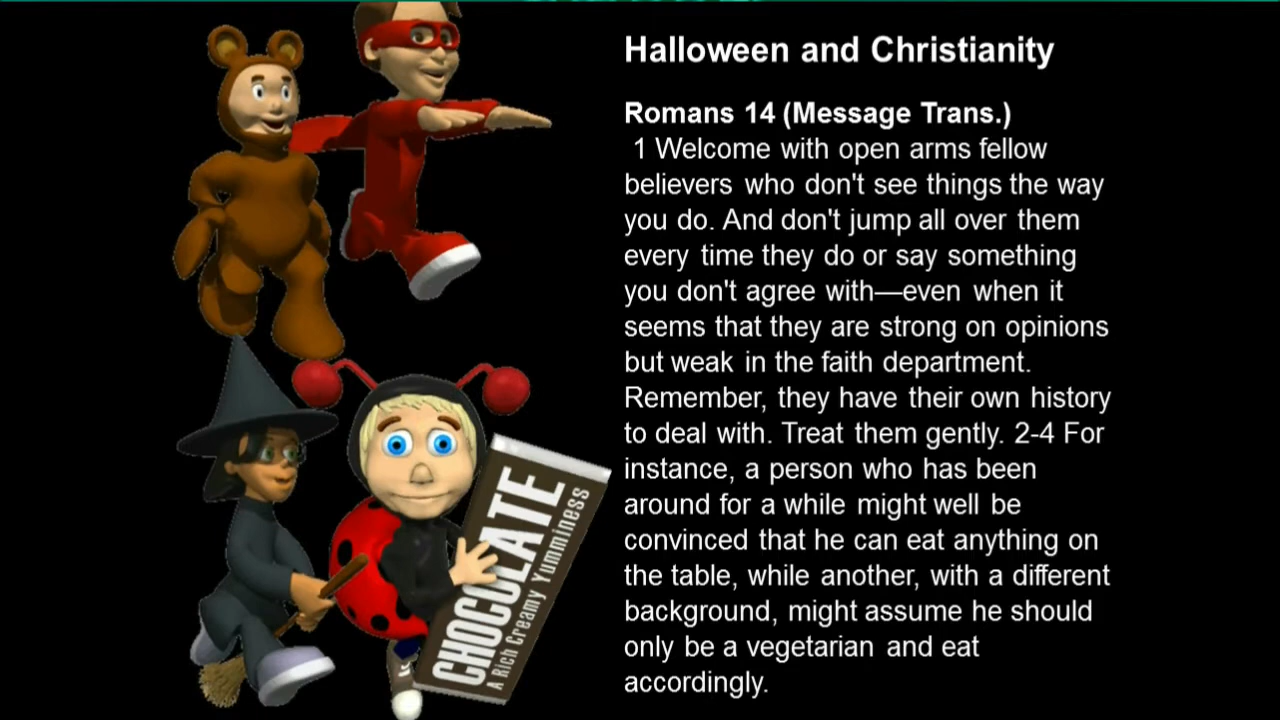 Halloween and Christianity
Romans 14 (Message Trans.)
1 Welcome with open arms fellow
believers who don't see things the way
you do. And don't jump all over them
every time they do or say something
you don't agree with—even when it
seems that they are strong on opinions
but weak in the faith department.
Remember, they have their own history
to deal with. Treat them gently. 2-4 For
instance, a person who has been
around for a while might well be
convinced that he can eat anything on
the table, while another, with a different
background, might assume he should
only be a vegetarian and eat
accordingly.
CHOCOLATE
A Rich Creamy Yumminess